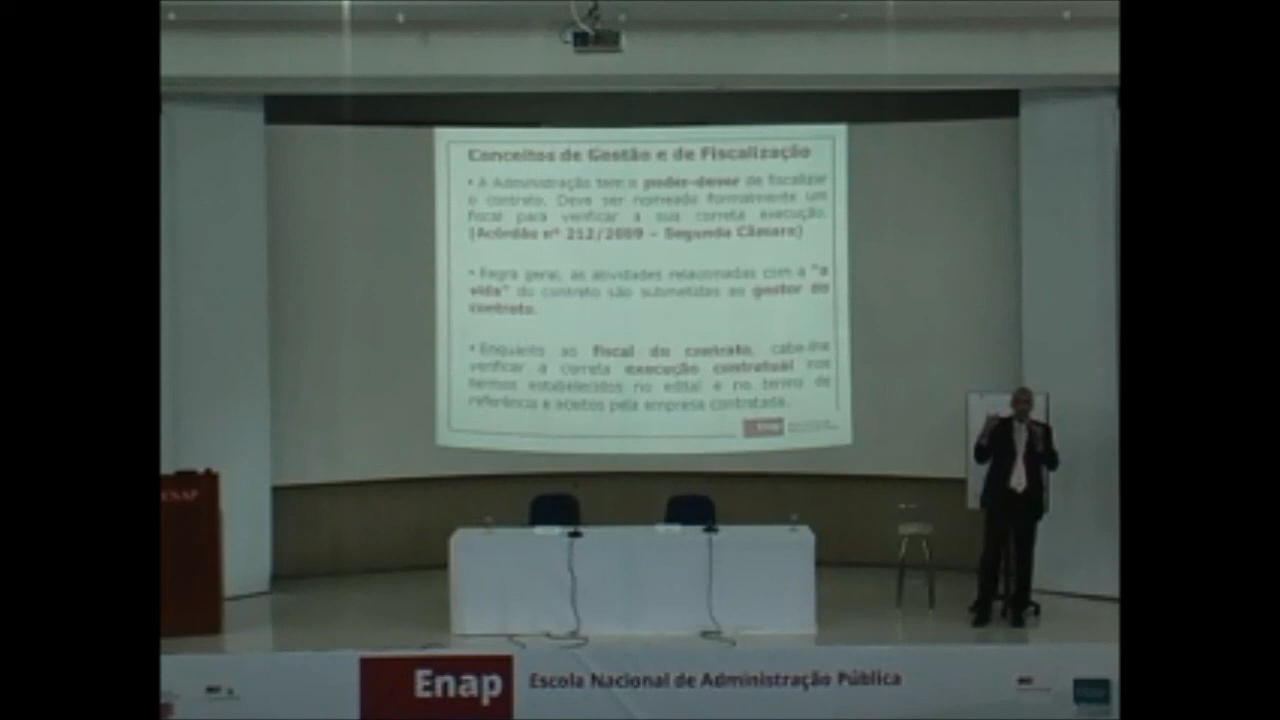 Conceitos de Gestão e de Fiscalização
• A Administração tem o poder-dever de fiscalizar
o contrato. Deve ser nomeado formalmente um
fiscal para verificar a sua correta execução.
(Acórdão nº 212/2009 – Segunda Câmara)
• Regra geral, as atividades relacionadas com a "a
vida" do contrato são submetidas ao gestor do
contrato.
• Enquanto ao fiscal do contrato, cabe-lhe
verificar a correta execução contratual nos
termos estabelecidos no edital e no termo de
referência e aceitos pela empresa contratada.
Enap
ENAP
Enap
Escola Nacional de Administração Pública